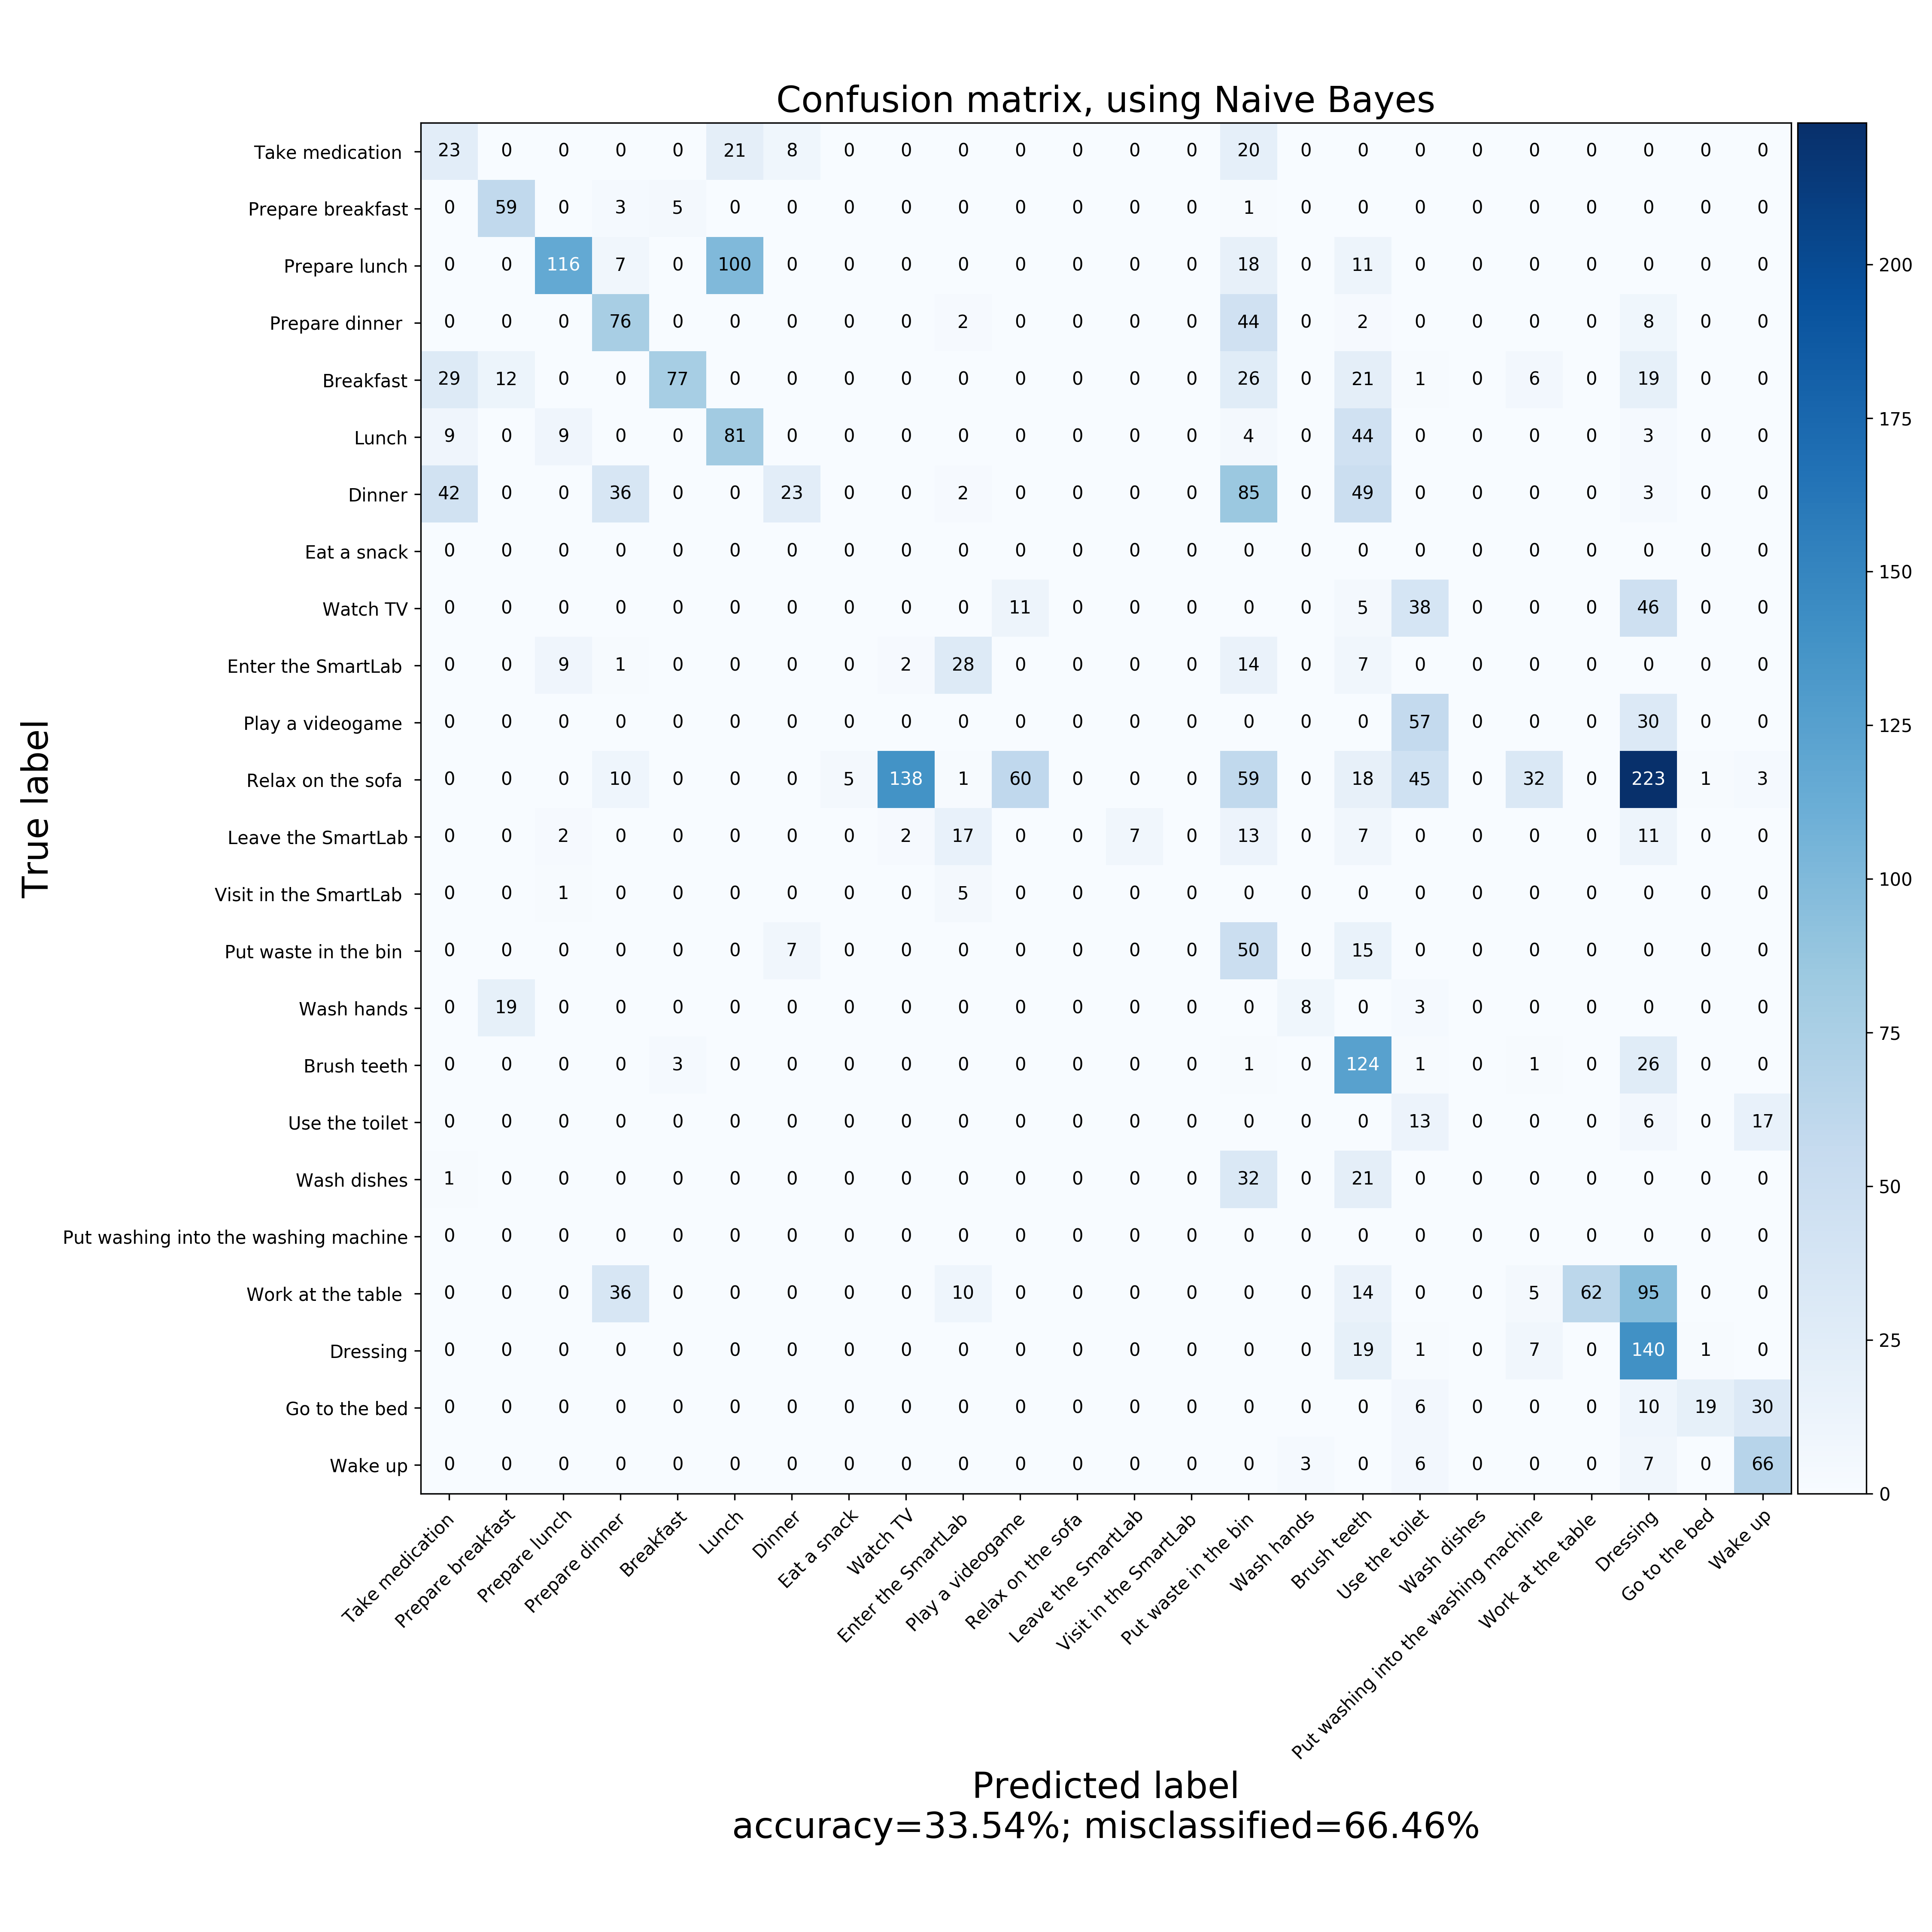 Confusion matrix, using Naive Bayes
Take medication 23 0 0 0 0 21 8 0 0 0 0 0 0 0 20 0 0 0 0 0 0 0 0 0
Prepare breakfast 0 59 0 3 5 0 0 0 0 0 0 0 0 0 1 0 0 0 0 0 0 0 0 0
Prepare lunch 0 0 116 7 0 100 0 0 0 0 0 0 0 0 18 0 11 0 0 0 0 0 0 0
200
Prepare dinner 0 0 0 76 0 0 0 0 0 2 0 0 0 0 44 0 2 0 0 0 0 8 0 0
Breakfast 29 12 0 0 77 0 0 0 0 0 0 0 0 0 26 0 21 1 0 6 0 19 0 0
175
Lunch 9 0 9 0 0 81 0 0 0 0 0 0 0 0 4 0 44 0 0 0 0 3 0 0
Dinner 42 0 0 36 0 0 23 0 0 2 0 0 0 0 85 0 49 0 0 0 0 3 0 0
Eat a snack 0 0 0 0 0 0 0 0 0 0 0 0 0 0 0 0 0 0 0 0 0 0 0 0
150
Watch TV 0 0 0 0 0 0 0 0 0 0 11 0 0 0 0 0 5 38 0 0 0 46 0 0
Enter the SmartLab 0 0 9 1 0 0 0 0 2 28 0 0 0 0 14 0 7 0 0 0 0 0 0 0
Play a videogame 0 0 0 0 0 0 0 0 0 0 0 0 0 0 0 0 0 57 0 0 0 30 0 0
125
Relax on the sofa 0 0 0 10 0 0 0 5 138 1 60 0 0 0 59 0 18 45 0 32 0 223 1 3
Leave the SmartLab 0 0 2 0 0 0 0 0 2 17 0 0 7 0 13 0 7 0 0 0 0 11 0 0
100
Visit in the SmartLab 0 0 1 0 0 0 0 0 0 5 0 0 0 0 0 0 0 0 0 0 0 0 0 0
Put waste in the bin 0 0 0 0 0 0 7 0 0 0 0 0 0 0 50 0 15 0 0 0 0 0 0 0
Wash hands 0 19 0 0 0 0 0 0 0 0 0 0 0 0 0 8 0 3 0 0 0 0 0 0
75
Brush teeth 0 0 0 0 3 0 0 0 0 0 0 0 0 0 1 0 124 1 0 1 0 26 0 0
Use the toilet 0 0 0 0 0 0 0 0 0 0 0 0 0 0 0 0 0 13 0 0 0 6 0 17
Wash dishes 1 0 0 0 0 0 0 0 0 0 0 0 0 0 32 0 21 0 0 0 0 0 0 0
50
Put washing into the washing machine 0 0 0 0 0 0 0 0 0 0 0 0 0 0 0 0 0 0 0 0 0 0 0 0
Work at the table 0 0 0 36 0 0 0 0 0 10 0 0 0 0 0 0 14 0 0 5 62 95 0 0
25
Dressing 0 0 0 0 0 0 0 0 0 0 0 0 0 0 0 0 19 1 0 7 0 140 1 0
Go to the bed 0 0 0 0 0 0 0 0 0 0 0 0 0 0 0 0 0 6 0 0 0 10 19 30
Wake up 0 0 0 0 0 0 0 0 0 0 0 0 0 0 0 3 0 6 0 0 0 7 0 66
0
True label
Take medication
Prepare breakfast
Prepare lunch
Prepare dinner
Breakfast
Lunch
Dinner
Eat a snack
Watch TV
Enter the SmartLab
Play a videogame
Relax on the sofa
Leave the SmartLab
Visit in the SmartLab
Put waste in the bin
Wash hands
Brush teeth
Use the toilet
Wash dishes
Put washing into the washing machine
Work at the table
Dressing
Go to the bed
Wake up
Predicted label
accuracy=33.54%; misclassified=66.46%